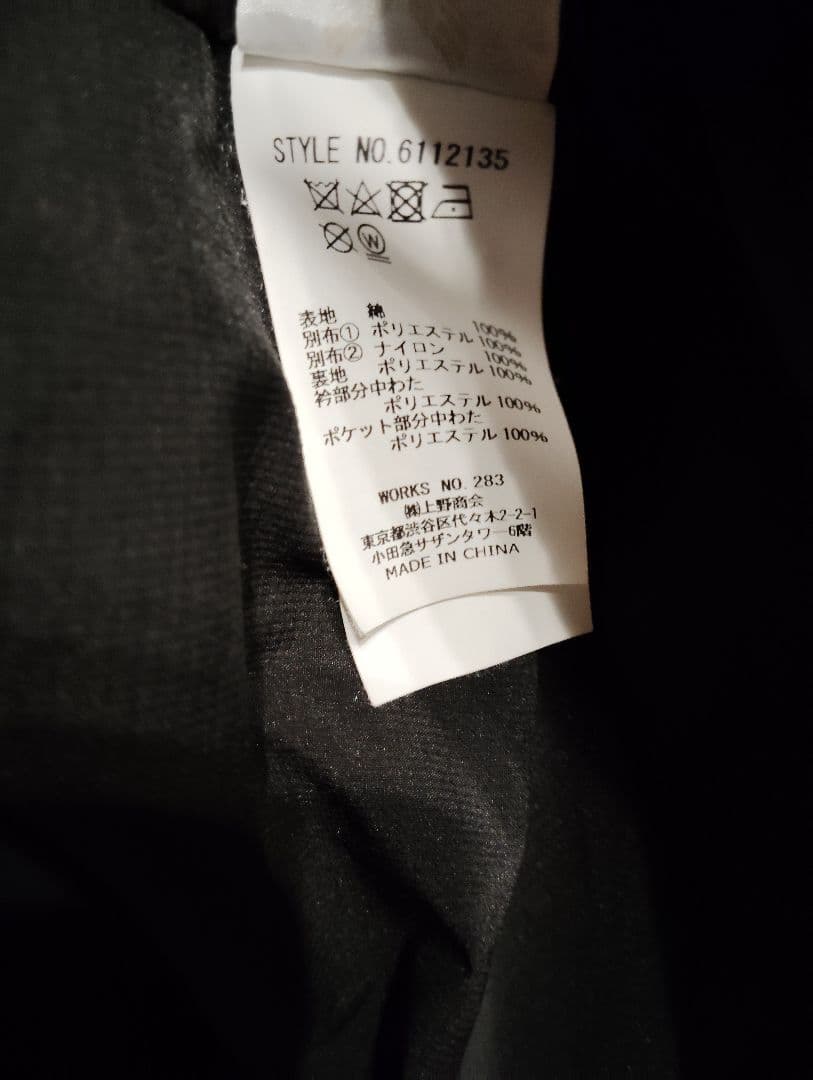 STYLE NO.6112135
W
表地 綿 100%
別布① ポリエステル 100%
別布② ナイロン 100%
裏地 ポリエステル 100%
衿部分中わた
ポリエステル 100%
ポケット部分中わた
ポリエステル 100%
WORKS NO. 283
㈱上野商会
東京都渋谷区代々木2-2-1
小田急サザンタワー6階
MADE IN CHINA